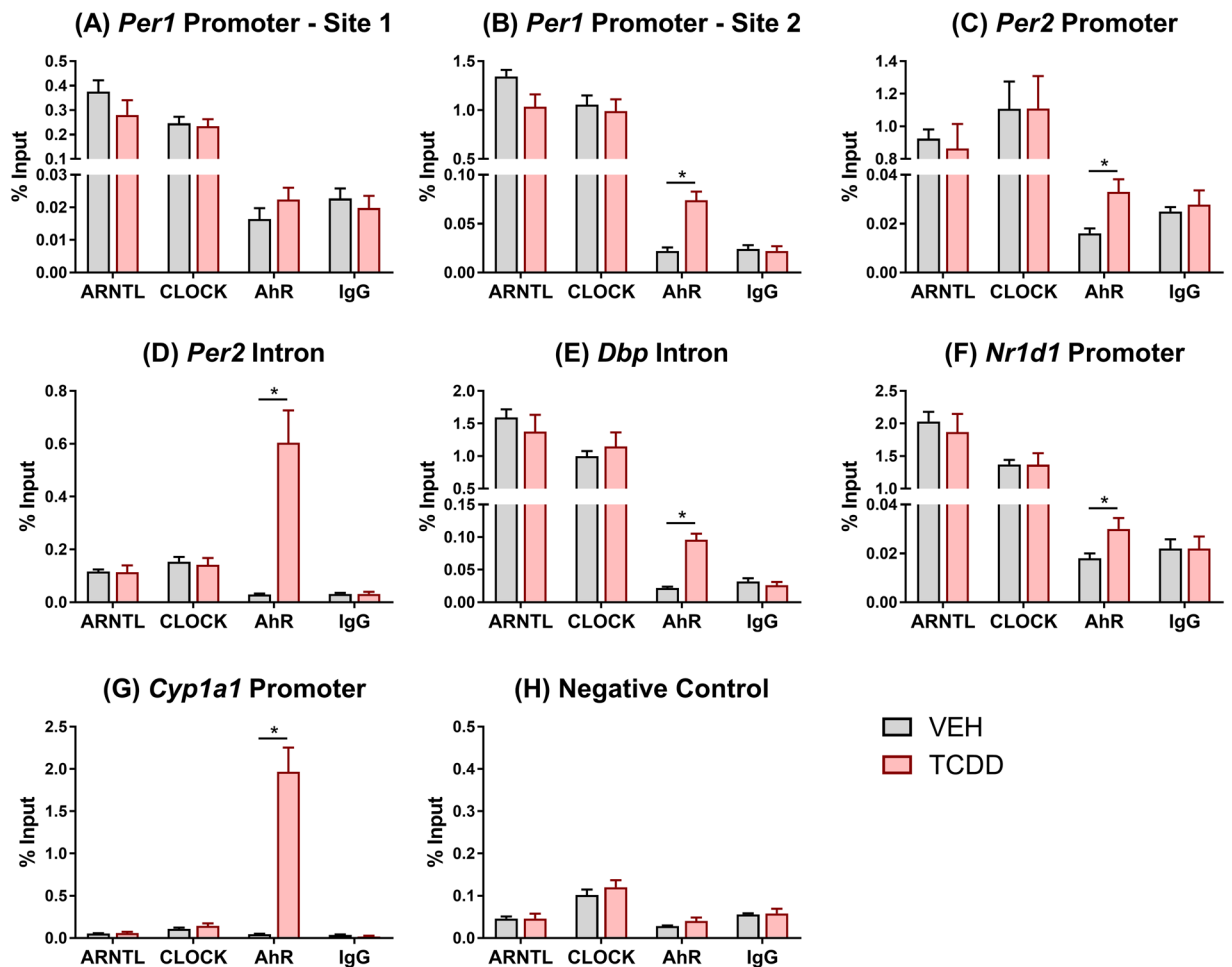 (A) Per1 Promoter - Site 1
% Input
0.5
0.4
0.3
0.2
0.1
0.03
0.02
0.01
0.00
ARNTL CLOCK AhR IgG
(B) Per1 Promoter - Site 2
% Input
1.5
1.0
0.5
0.10
0.05
0.00
*
ARNTL CLOCK AhR IgG
(C) Per2 Promoter
% Input
1.4
1.2
1.0
0.8
0.04
0.02
0.00
*
ARNTL CLOCK AhR IgG
(D) Per2 Intron
% Input
0.8
0.6
0.4
0.2
0.0
*
ARNTL CLOCK AhR IgG
(E) Dbp Intron
% Input
2.0
1.5
1.0
0.5
0.15
0.10
0.05
0.00
*
ARNTL CLOCK AhR IgG
(F) Nr1d1 Promoter
% Input
2.5
2.0
1.5
1.0
0.04
0.02
0.00
*
ARNTL CLOCK AhR IgG
(G) Cyp1a1 Promoter
% Input
2.5
2.0
1.5
1.0
0.5
0.0
*
ARNTL CLOCK AhR IgG
(H) Negative Control
% Input
0.5
0.4
0.3
0.2
0.1
0.0
ARNTL CLOCK AhR IgG
VEH
TCDD